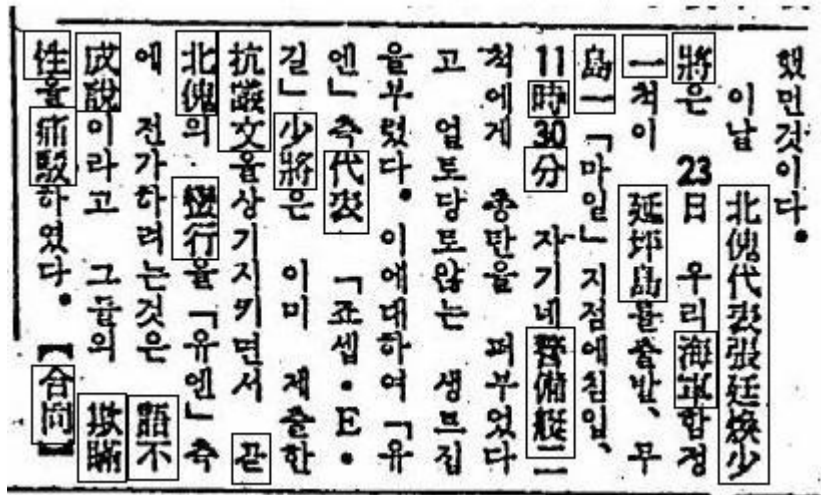 했던것이다.
이날 北傀代表張廷煥少
將은 23日 우리海軍함정
一척이 延坪島를출발、무
島一「마일」지점에침입、
11時30分 자기네警備艇二
척에게 총탄을 퍼부었다
고 얼토당토않는 생트집
을부렸다. 이에대하여 「유
엔」측代表 「죠셉・E・
길」少將은 이미 제출한
抗議文을상기지키면서 끝
北傀의 蠻行을「유엔」측
에 전가하려는것은 語不
成說이라고 그들의 欺瞞
性을痛駁하였다. 【合同】